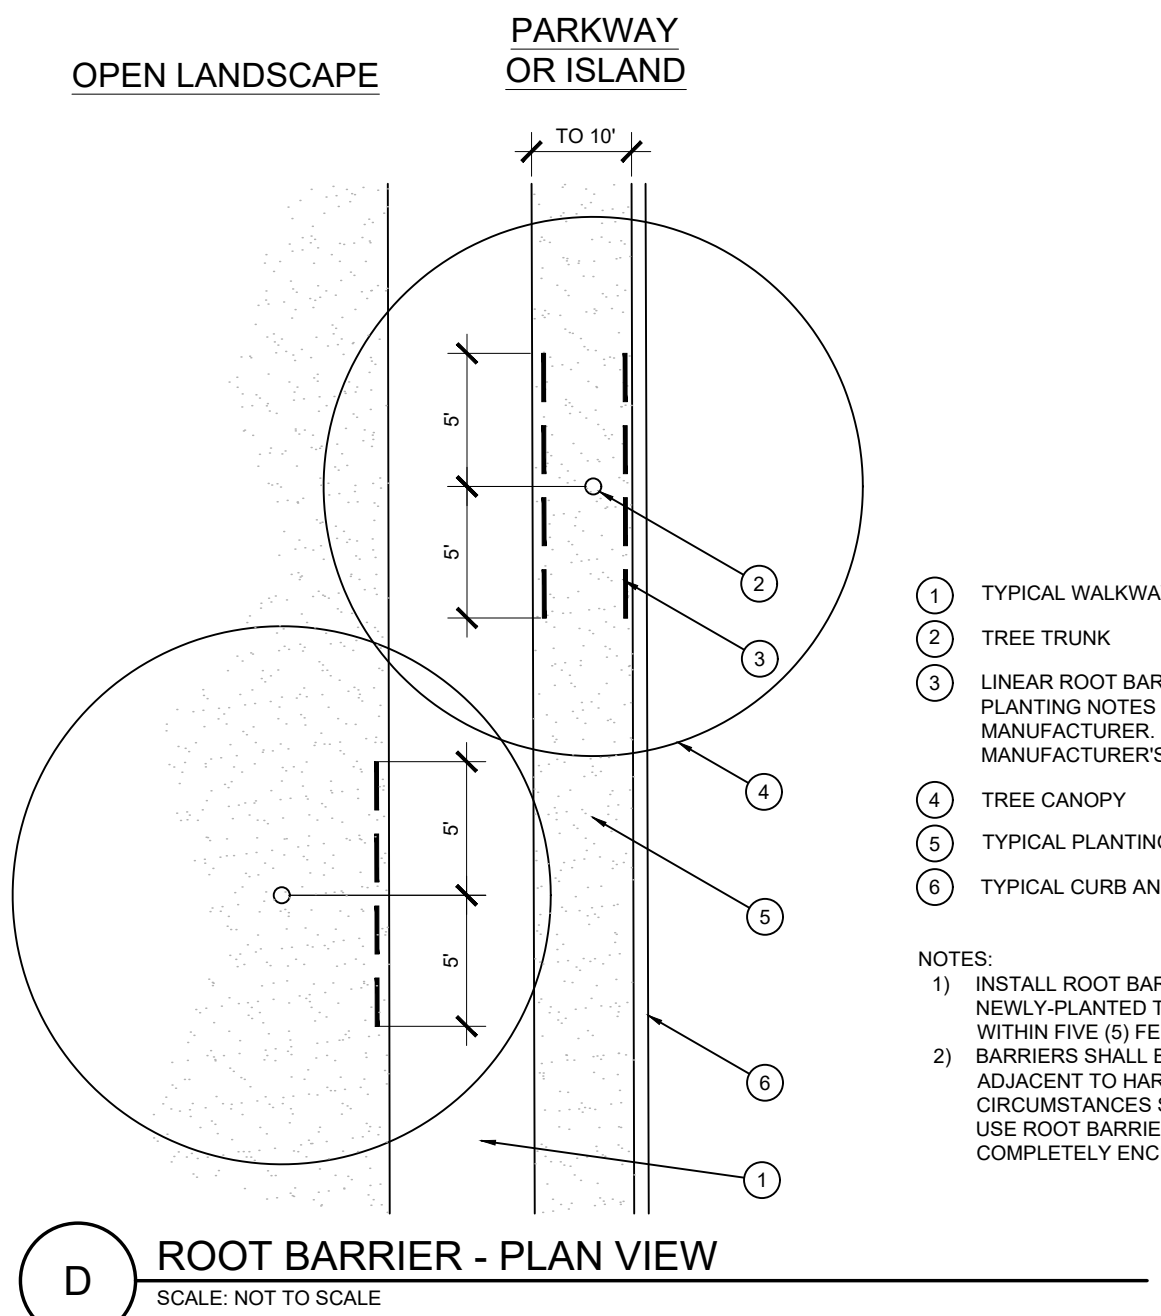 OPEN LANDSCAPE
PARKWAY
OR ISLAND
TO 10'
5'
5'
2
3
4
5'
5'
5
6
1
1 TYPICAL WALKWA
2 TREE TRUNK
3 LINEAR ROOT BAR
PLANTING NOTES
MANUFACTURER.
MANUFACTURER'S
4 TREE CANOPY
5 TYPICAL PLANTING
6 TYPICAL CURB AN
NOTES:
1) INSTALL ROOT BAR
NEWLY-PLANTED T
WITHIN FIVE (5) FE
2) BARRIERS SHALL B
ADJACENT TO HAR
CIRCUMSTANCES S
USE ROOT BARRIE
COMPLETELY ENC
D
ROOT BARRIER - PLAN VIEW
SCALE: NOT TO SCALE